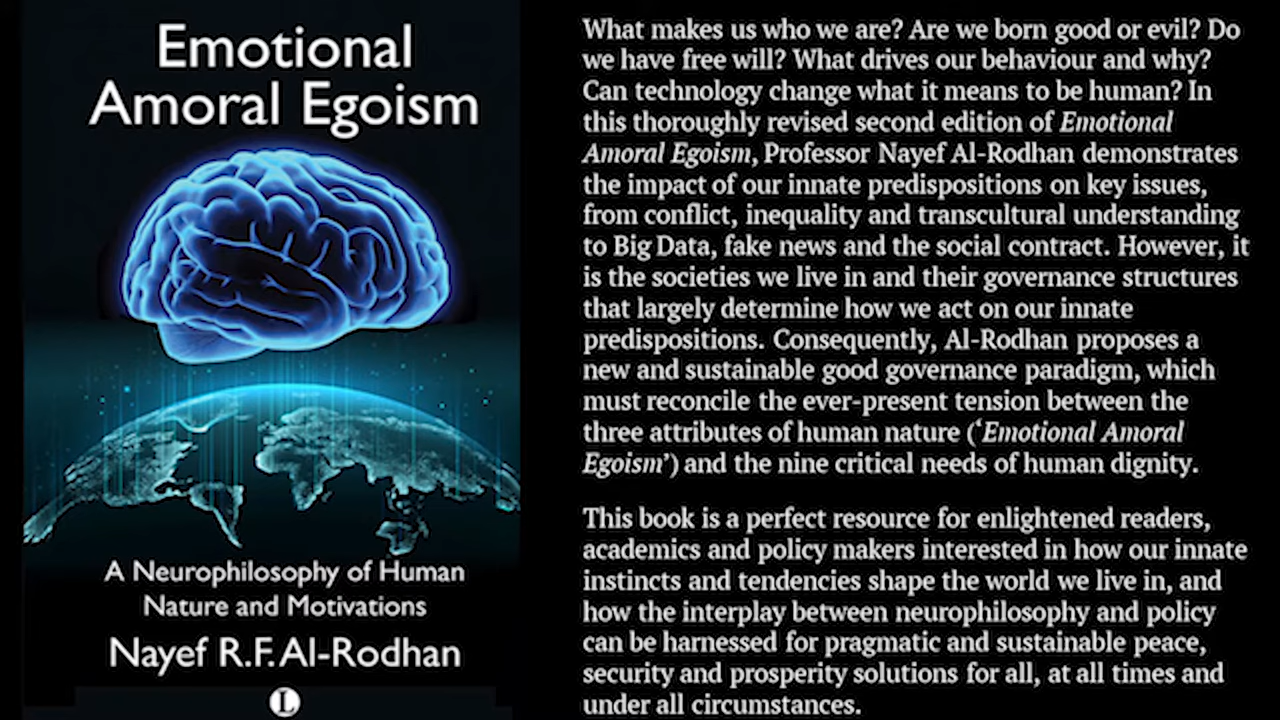 Emotional
Amoral Egoism
A Neurophilosophy of Human
Nature and Motivations
Nayef R.F. Al-Rodhan
L
What makes us who we are? Are we born good or evil? Do
we have free will? What drives our behaviour and why?
Can technology change what it means to be human? In
this thoroughly revised second edition of Emotional
Amoral Egoism, Professor Nayef Al-Rodhan demonstrates
the impact of our innate predispositions on key issues,
from conflict, inequality and transcultural understanding
to Big Data, fake news and the social contract. However, it
is the societies we live in and their governance structures
that largely determine how we act on our innate
predispositions. Consequently, Al-Rodhan proposes a
new and sustainable good governance paradigm, which
must reconcile the ever-present tension between the
three attributes of human nature (‘Emotional Amoral
Egoism’) and the nine critical needs of human dignity.
This book is a perfect resource for enlightened readers,
academics and policy makers interested in how our innate
instincts and tendencies shape the world we live in, and
how the interplay between neurophilosophy and policy
can be harnessed for pragmatic and sustainable peace,
security and prosperity solutions for all, at all times and
under all circumstances.